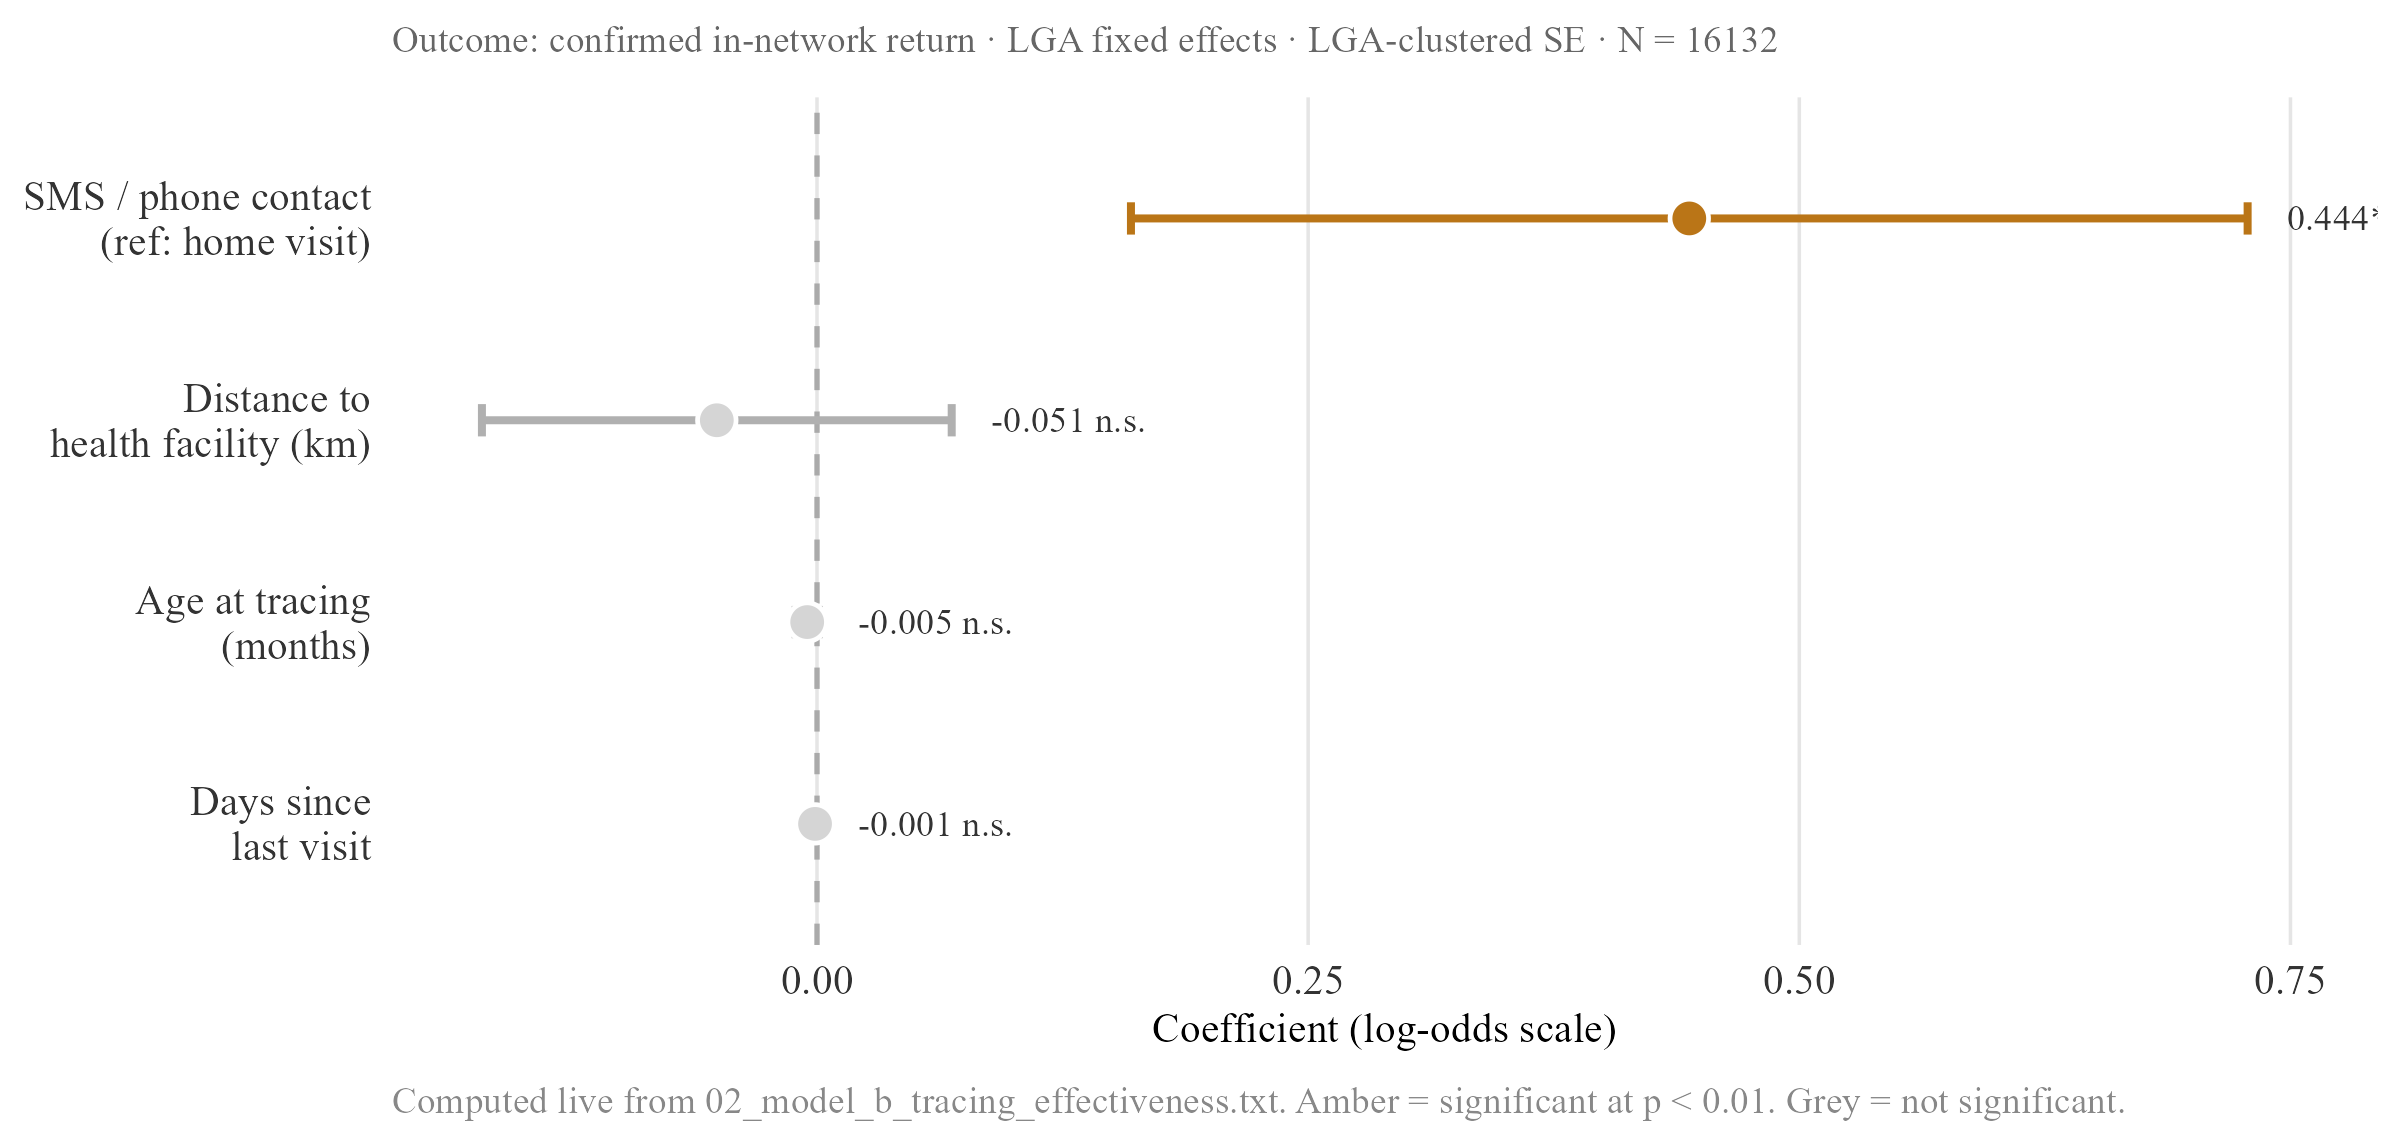 Outcome: confirmed in-network return · LGA fixed effects · LGA-clustered SE · N = 16132
SMS / phone contact
(ref: home visit)
0.444*
Distance to
health facility (km)
-0.051 n.s.
Age at tracing
(months)
-0.005 n.s.
Days since
last visit
-0.001 n.s.
0.00 0.25 0.50 0.75
Coefficient (log-odds scale)
Computed live from 02_model_b_tracing_effectiveness.txt. Amber = significant at p < 0.01. Grey = not significant.